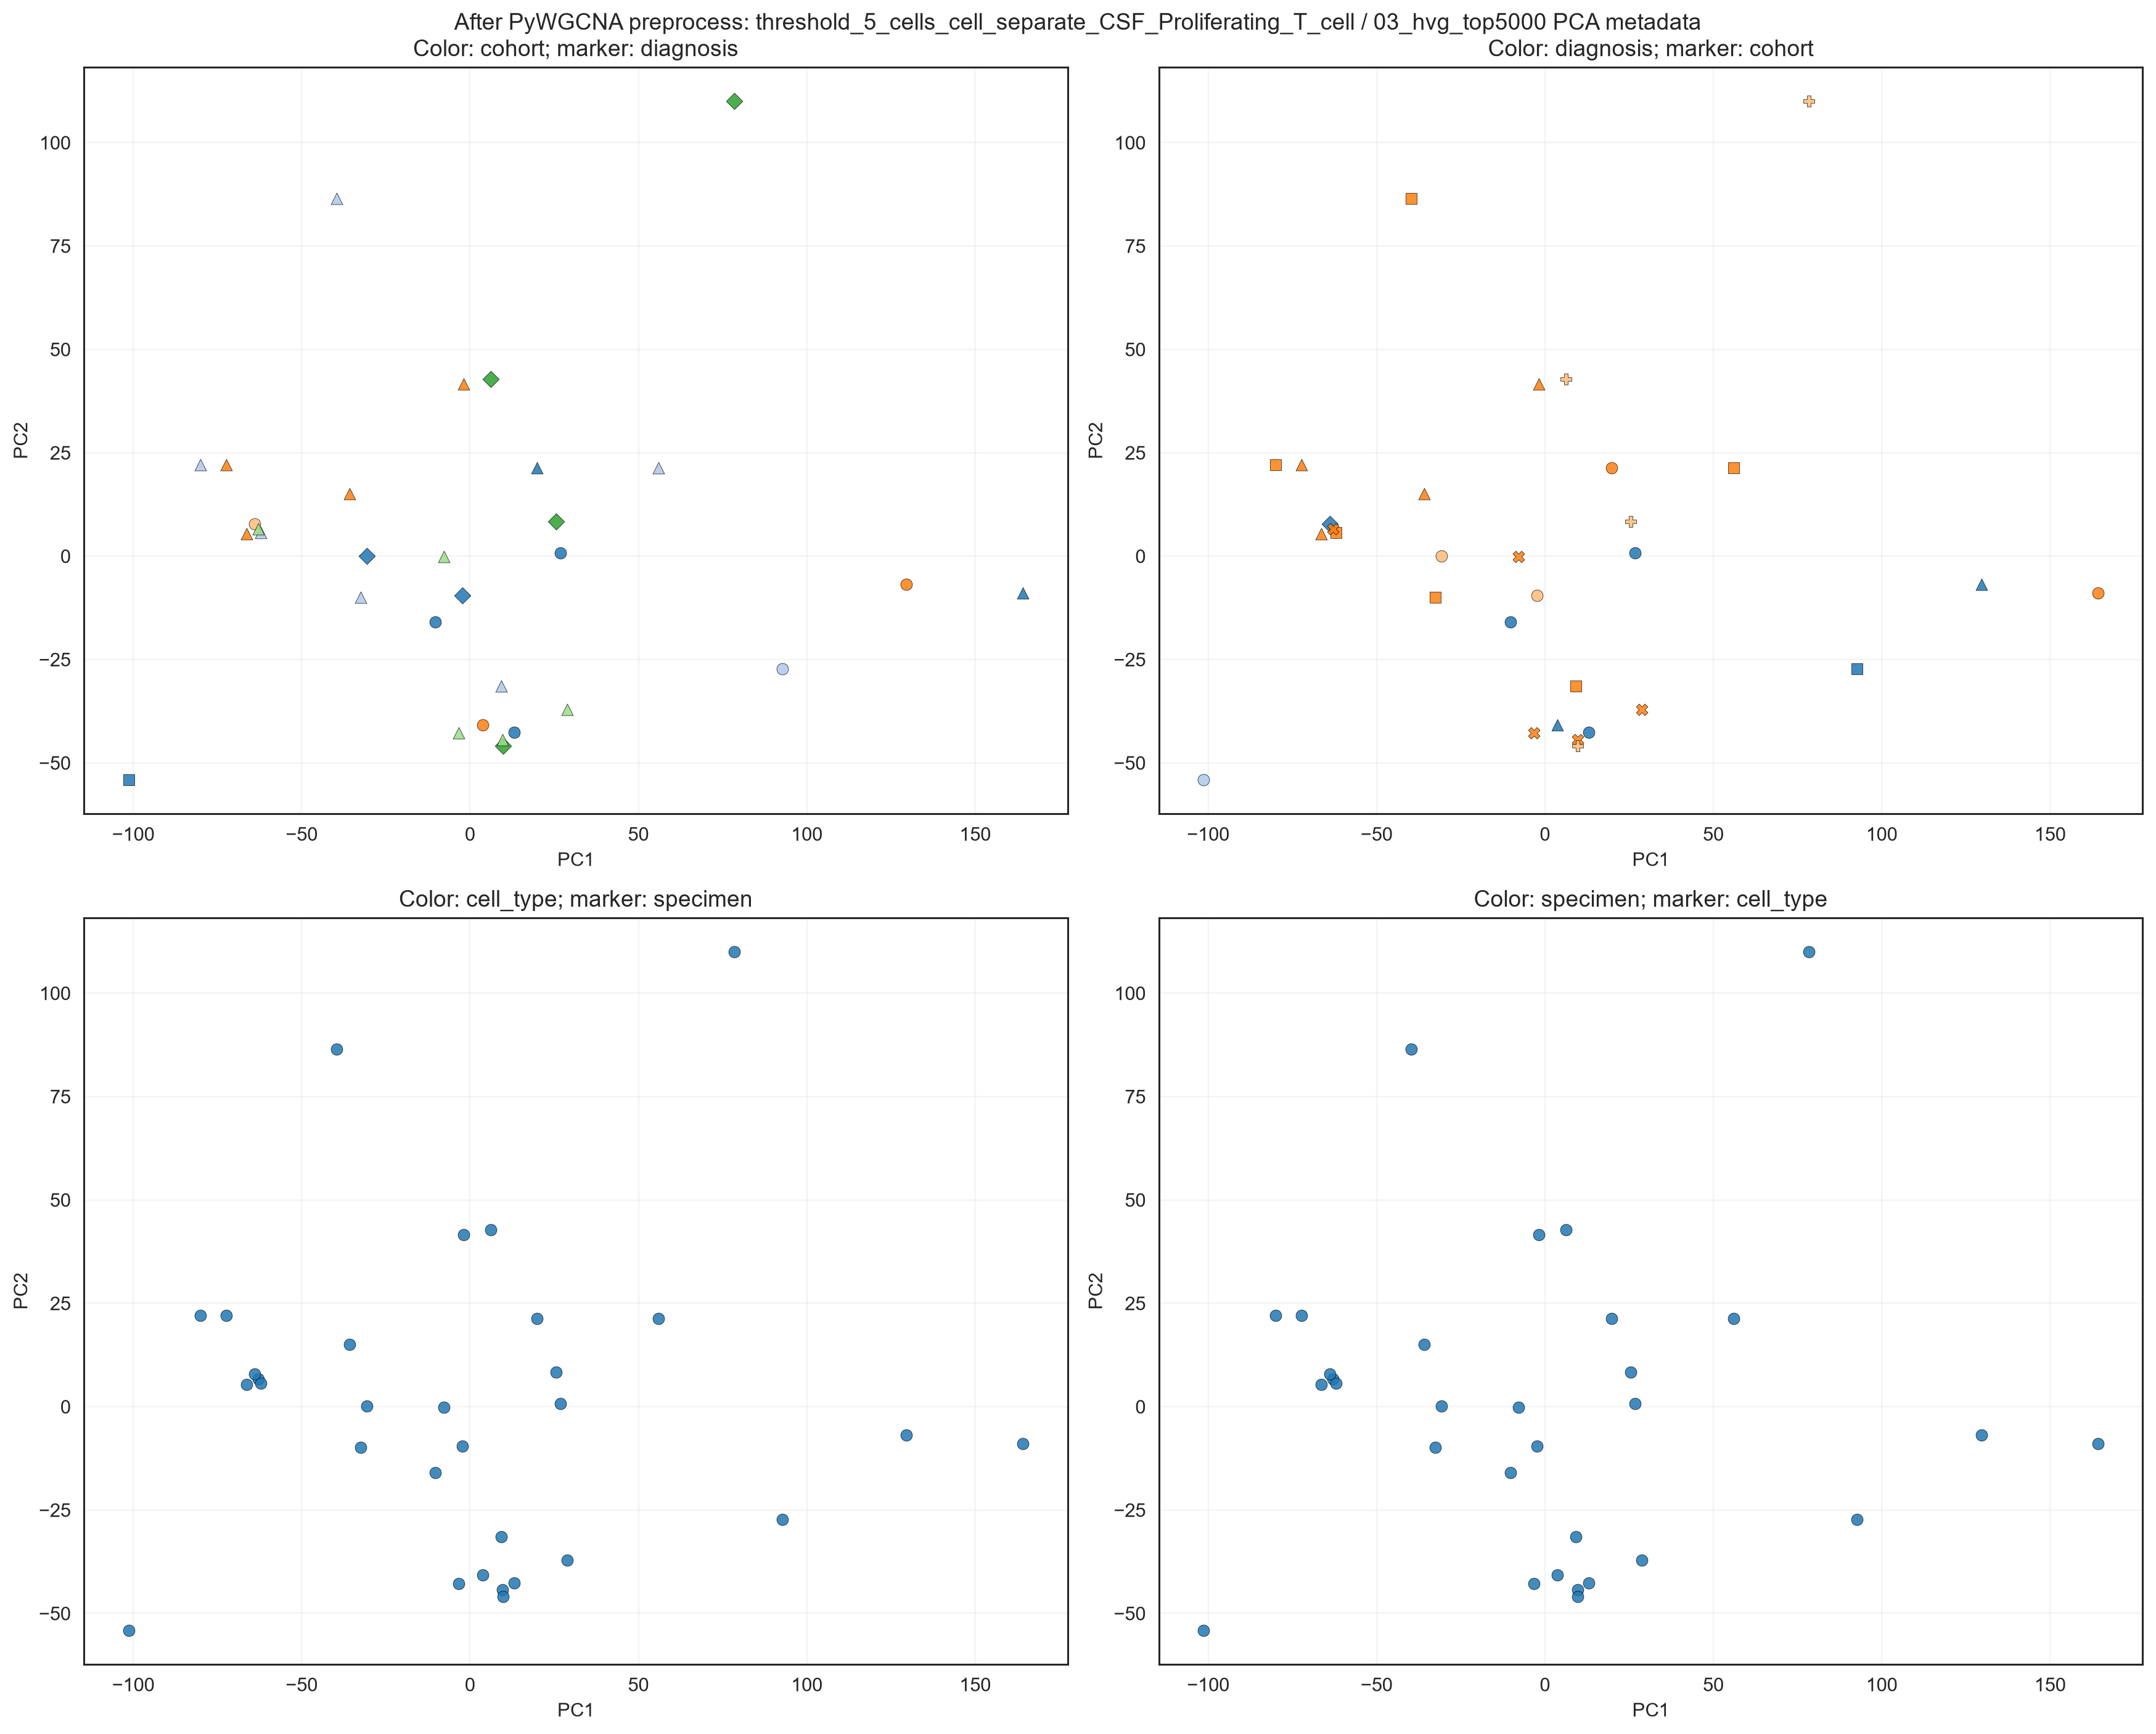 After PyWGCNA preprocess: threshold_5_cells_cell_separate_CSF_Proliferating_T_cell / 03_hvg_top5000 PCA metadata
Color: cohort; marker: diagnosis
100
75
50
25
0
−25
−50
PC2
−100 −50 0 50 100 150
PC1
Color: diagnosis; marker: cohort
100
75
50
25
0
−25
−50
PC2
−100 −50 0 50 100 150
PC1
Color: cell_type; marker: specimen
100
75
50
25
0
−25
−50
PC2
−100 −50 0 50 100 150
PC1
Color: specimen; marker: cell_type
100
75
50
25
0
−25
−50
PC2
−100 −50 0 50 100 150
PC1